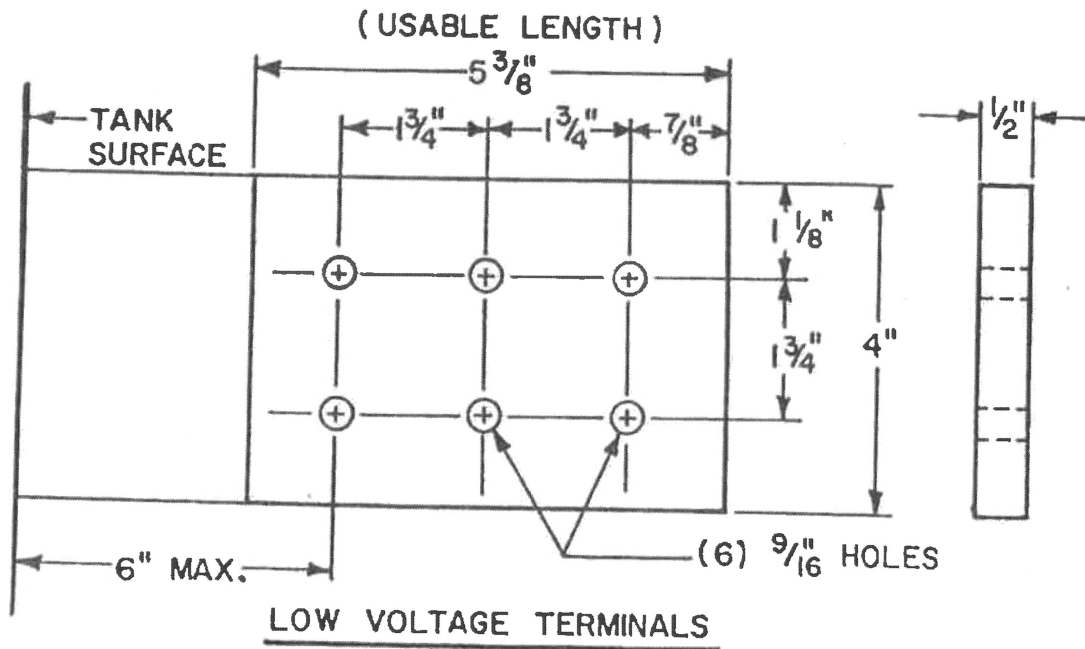 (USABLE LENGTH)
5 3/8"
TANK
SURFACE
1 3/4"
1 3/4"
7/8"
1/2"
1 1/8"
1 3/4"
4"
6" MAX.
(6) 9/16" HOLES
LOW VOLTAGE TERMINALS